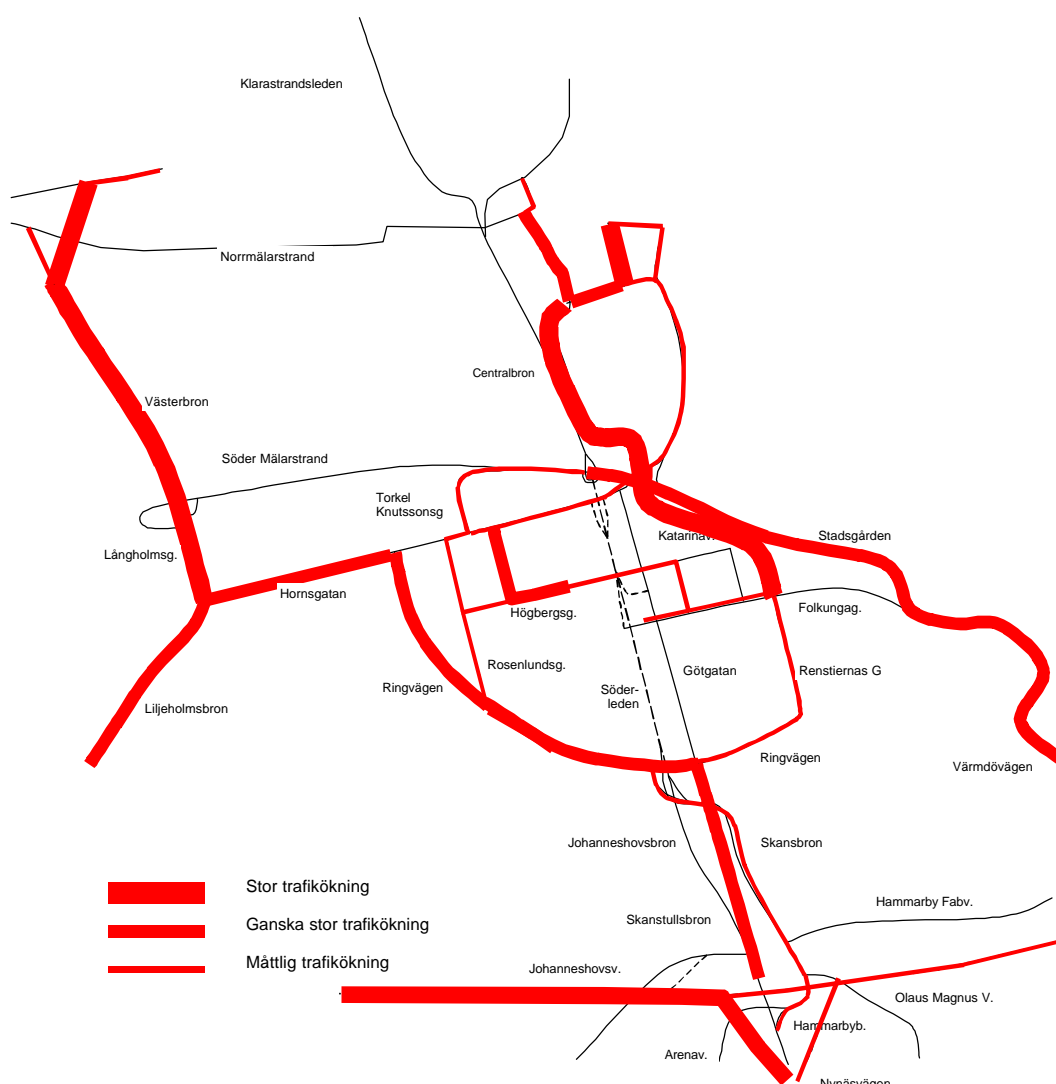 Klarastrandsleden
Norrmälarstrand
Centralbron
Västerbron
Söder Mälarstrand
Torkel
Knutssonsg
Långholmsg.
Katarinav.
Stadsgården
Hornsgatan
Högbergsg.
Folkungag.
Rosenlundsg.
Götgatan
Renstiernas G
Ringvägen
Söder-
leden
Liljeholmsbron
Ringvägen
Värmdövägen
Johanneshovsbron
Skansbron
Stor trafikökning
Hammarby Fabv.
Ganska stor trafikökning
Skanstullsbron
Måttlig trafikökning
Johanneshovsv.
Olaus Magnus V.
Hammarbyb.
Arenav.
Nynäsvägen